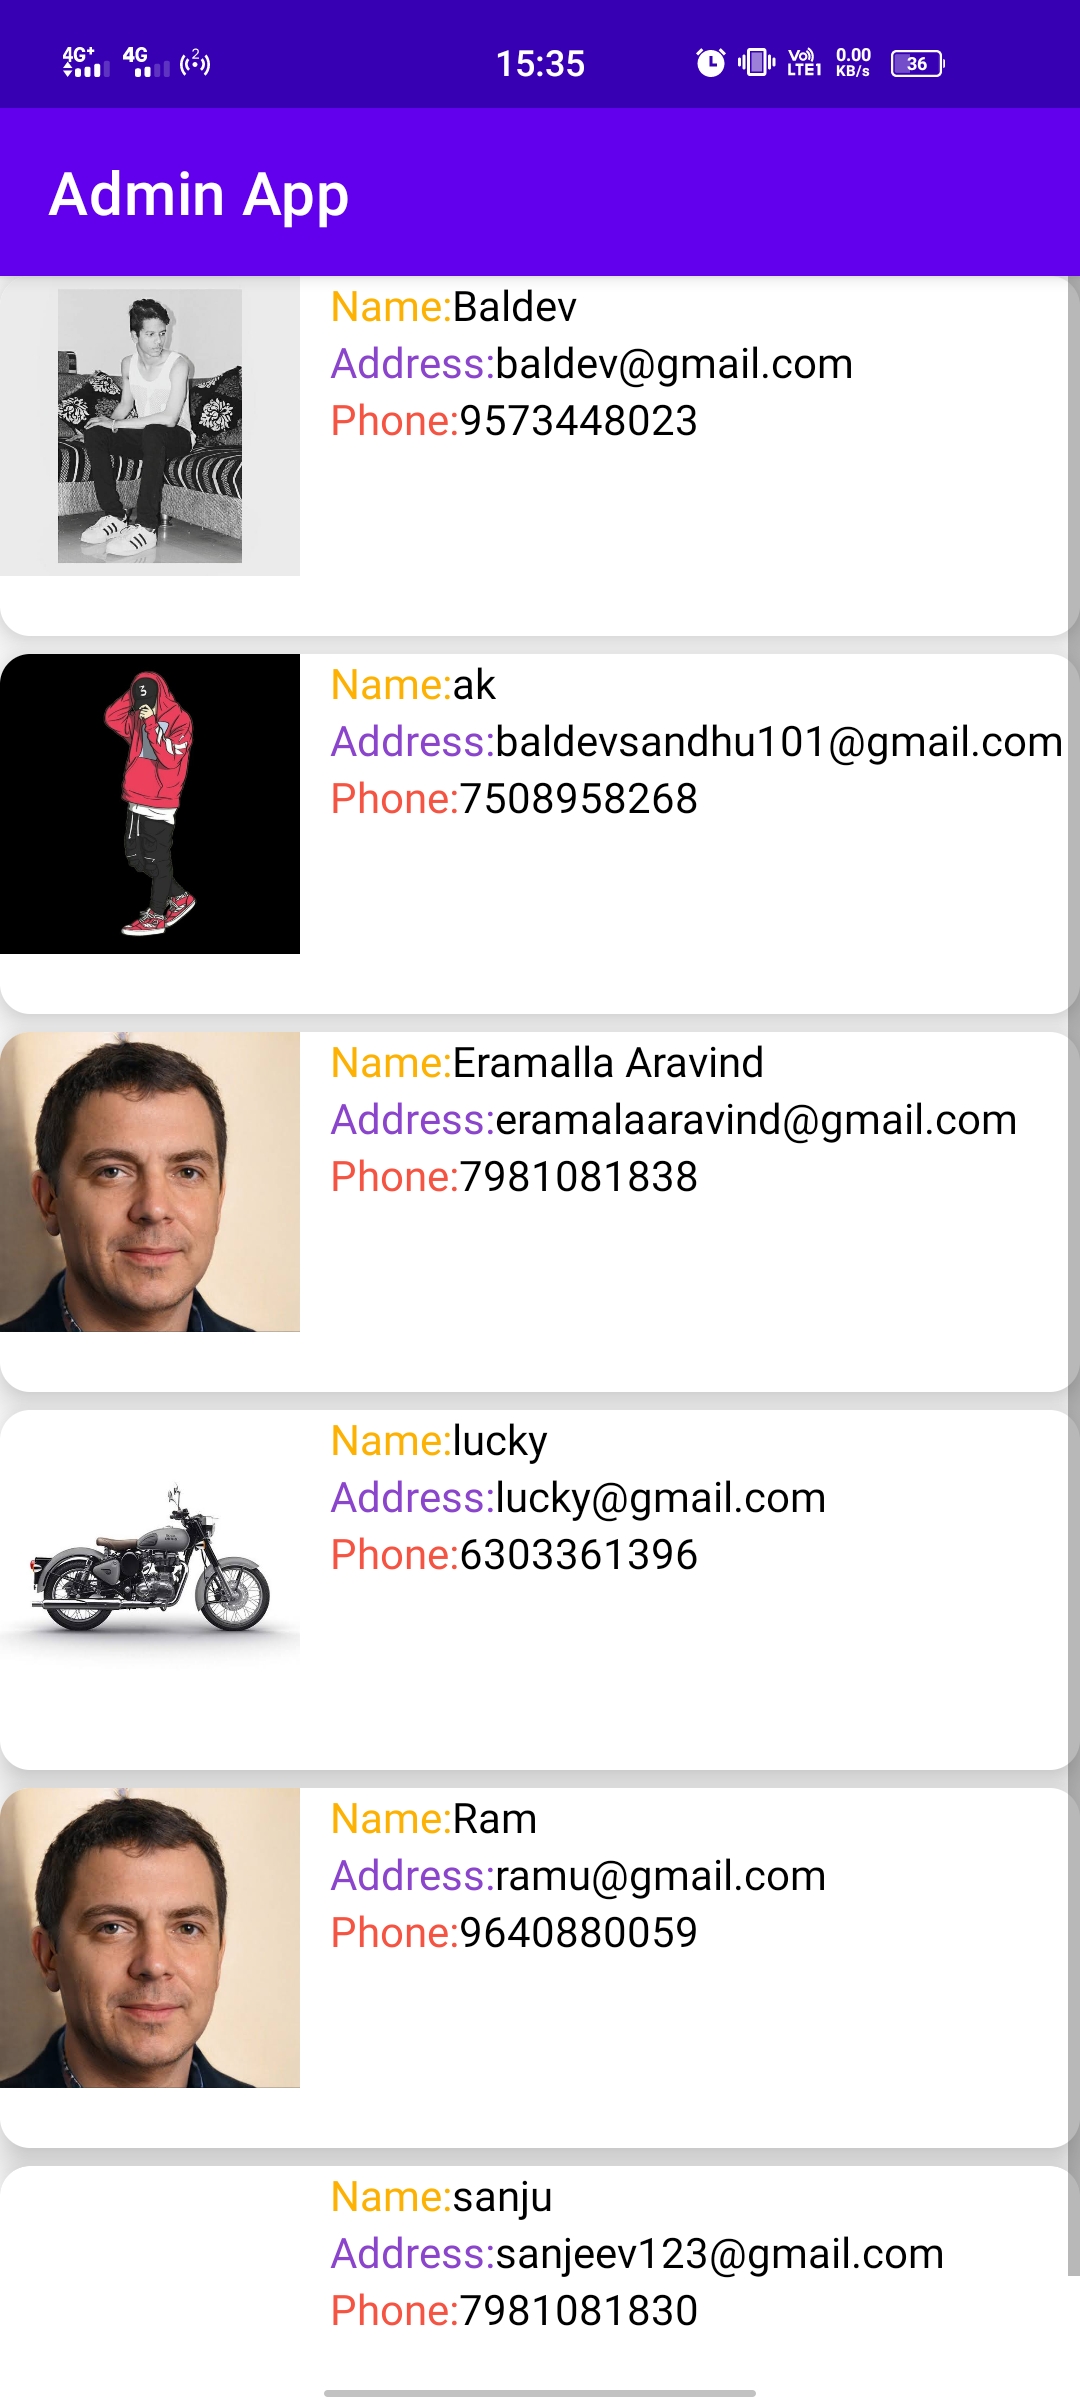 4G+ 4G 2 15:35 Vo) LTE1 0.00 KB/s 36
Admin App
Name:Baldev
Address:baldev@gmail.com
Phone:9573448023
3
Name:ak
Address:baldevsandhu101@gmail.com
Phone:7508958268
Name:Eramalla Aravind
Address:eramalaaravind@gmail.com
Phone:7981081838
Name:lucky
Address:lucky@gmail.com
Phone:6303361396
Name:Ram
Address:ramu@gmail.com
Phone:9640880059
Name:sanju
Address:sanjeev123@gmail.com
Phone:7981081830